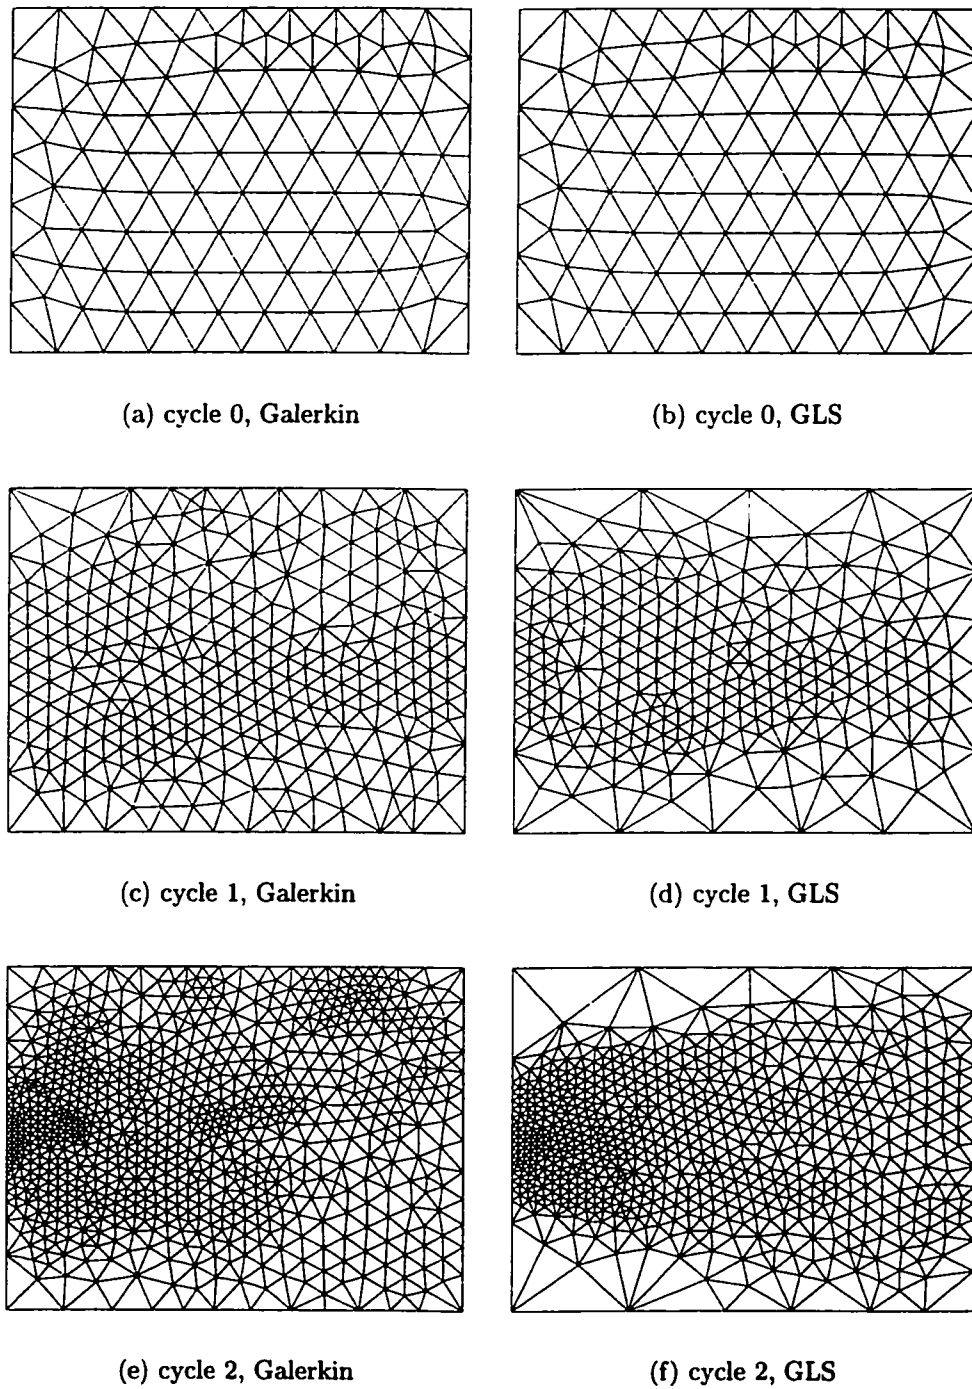 (a) cycle 0, Galerkin
(b) cycle 0, GLS
(c) cycle 1, Galerkin
(d) cycle 1, GLS
(e) cycle 2, Galerkin
(f) cycle 2, GLS